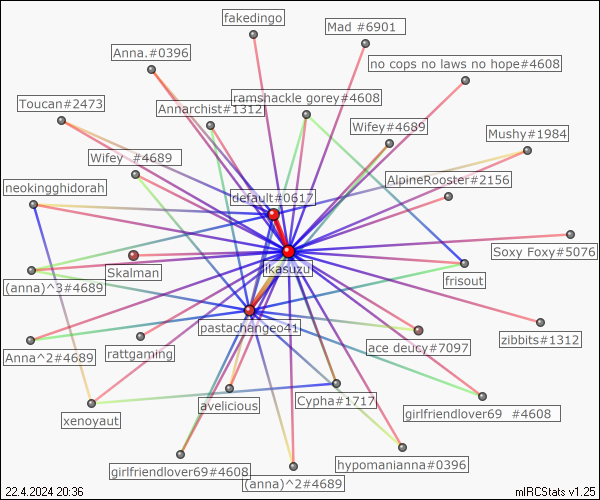 fakedingo
Mad #6901
Anna.#0396
no cops no laws no hope#4608
Toucan#2473
Annarchist#1312
ramshackle gorey#4608
Wifey#4689
Mushy#1984
Wifey  #4689
AlpineRooster#2156
neokingghidorah
default#0617
Soxy Foxy#5076
Skalman
ikasuzu
frisout
(anna)^3#4689
pastachangeo41
zibbits#1312
Anna^2#4689
rattgaming
ace deucy#7097
avelicious
Cypha#1717
girlfriendlover69  #4608
xenoyaut
girlfriendlover69#4608
hypomanianna#0396
(anna)^2#4689
22.4.2024 20:36
mIRCStats v1.25